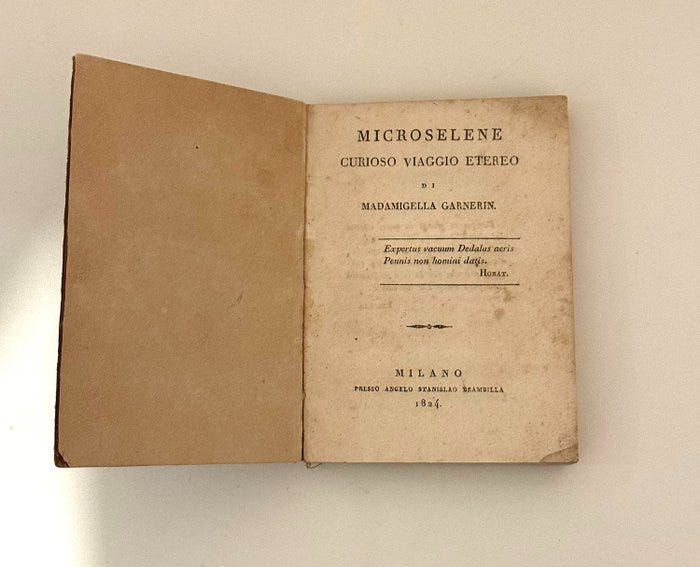 MICROSELENE
CURIOSO VIAGGIO ETEREO
DI
MADAMIGELLA GARNERIN.
Expertus vacuum Dedalus aeris
Pennis non homini datis.
HORAT.
MILANO
PRESSO ANGELO STANISLAO BRAMBILLA
1824.